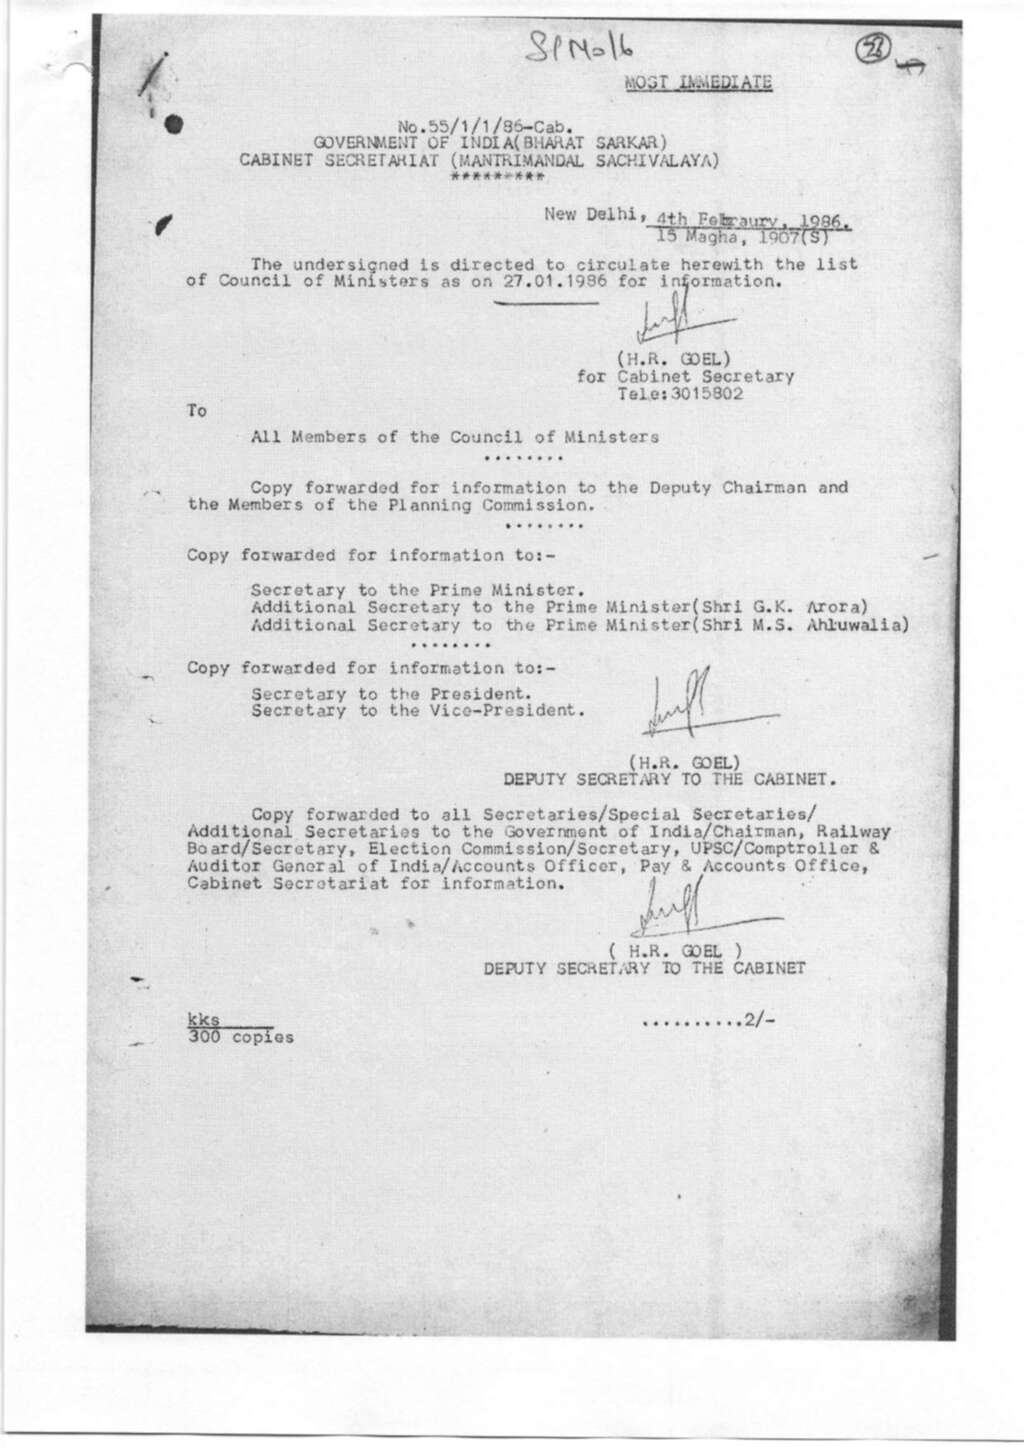 MOST IMMEDIATE
No.55/1/1/86-Cab.
GOVERNMENT OF INDIA(BHARAT SARKAR)
CABINET SECRETARIAT (MANTRIMANDAL SACHIVALAYA)
*********
New Delhi, 4th Febraury, 1986.
15 Magha, 1907(S)
The undersigned is directed to circulate herewith the list
of Council of Ministers as on 27.01.1986 for information.
(H.R. GOEL)
for Cabinet Secretary
Tele:3015802
To
All Members of the Council of Ministers
........
Copy forwarded for information to the Deputy Chairman and
the Members of the Planning Commission.
........
Copy forwarded for information to:-
Secretary to the Prime Minister.
Additional Secretary to the Prime Minister(Shri G.K. Arora)
Additional Secretary to the Prime Minister(Shri M.S. Ahluwalia)
........
Copy forwarded for information to:-
Secretary to the President.
Secretary to the Vice-President.
(H.R. GOEL)
DEPUTY SECRETARY TO THE CABINET.
Copy forwarded to all Secretaries/Special Secretaries/
Additional Secretaries to the Government of India/Chairman, Railway
Board/Secretary, Election Commission/Secretary, UPSC/Comptroller &
Auditor General of India/Accounts Officer, Pay & Accounts Office,
Cabinet Secretariat for information.
( H.R. GOEL )
DEPUTY SECRETARY TO THE CABINET
kks
300 copies
..........2/-